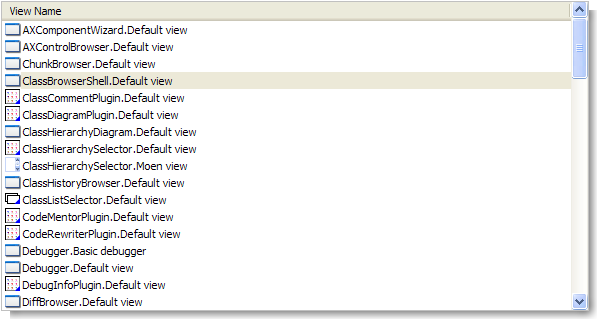 View Name
AXComponentWizard.Default view
AXControlBrowser.Default view
ChunkBrowser.Default view
ClassBrowserShell.Default view
ClassCommentPlugin.Default view
ClassDiagramPlugin.Default view
ClassHierarchyDiagram.Default view
ClassHierarchySelector.Default view
ClassHierarchySelector.Moen view
ClassHistoryBrowser.Default view
ClassListSelector.Default view
CodeMentorPlugin.Default view
CodeRewriterPlugin.Default view
Debugger.Basic debugger
Debugger.Default view
DebugInfoPlugin.Default view
DiffBrowser.Default view